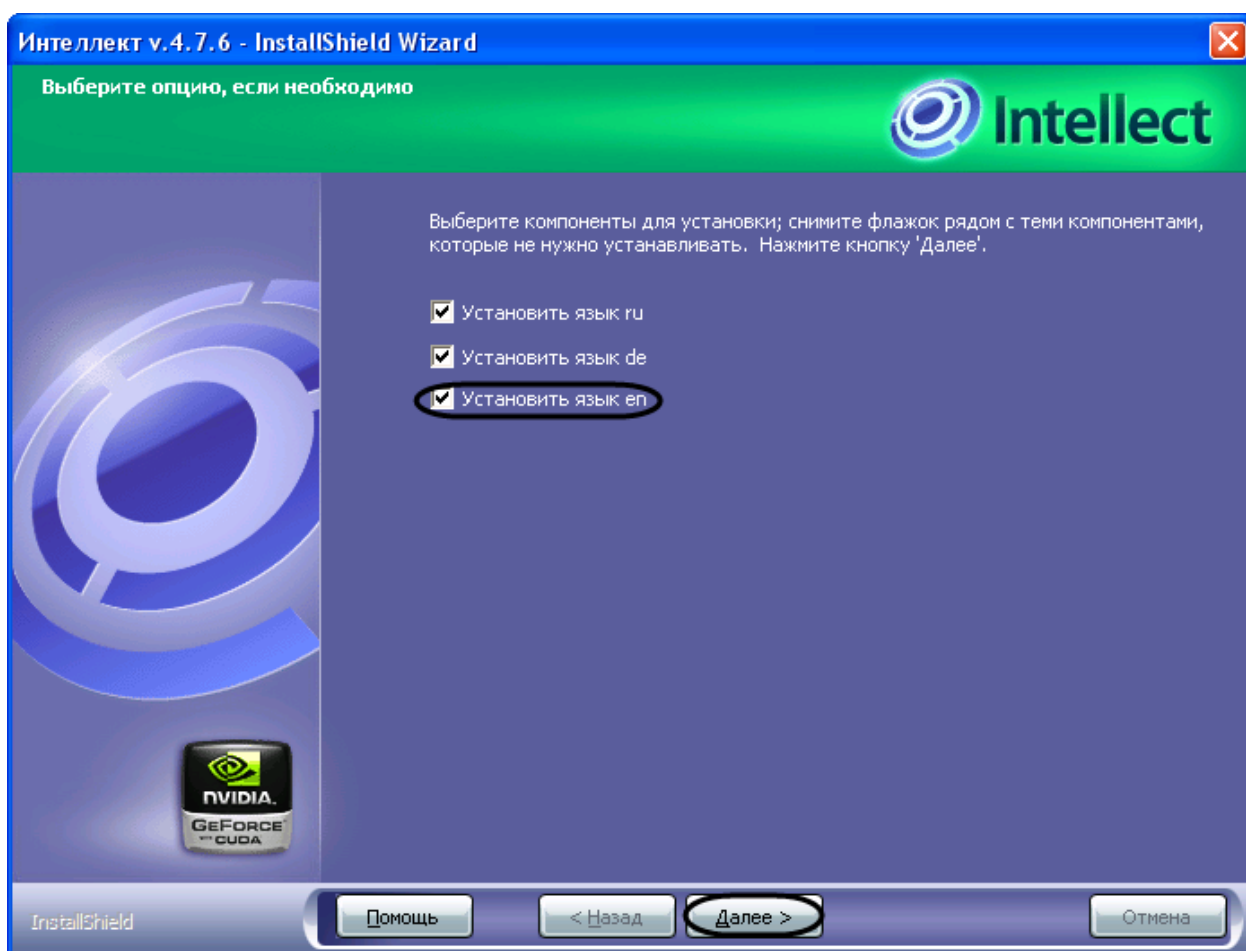 Интеллект v.4.7.6 - InstallShield Wizard
Выберите опцию, если необходимо
Intellect
Выберите компоненты для установки; снимите флажок рядом с теми компонентами,
которые не нужно устанавливать. Нажмите кнопку 'Далее'.
Установить язык ru
Установить язык de
Установить язык en
NVIDIA.
GEFORCE
WITH CUDA
InstallShield
Помощь
< Назад
Далее >
Отмена